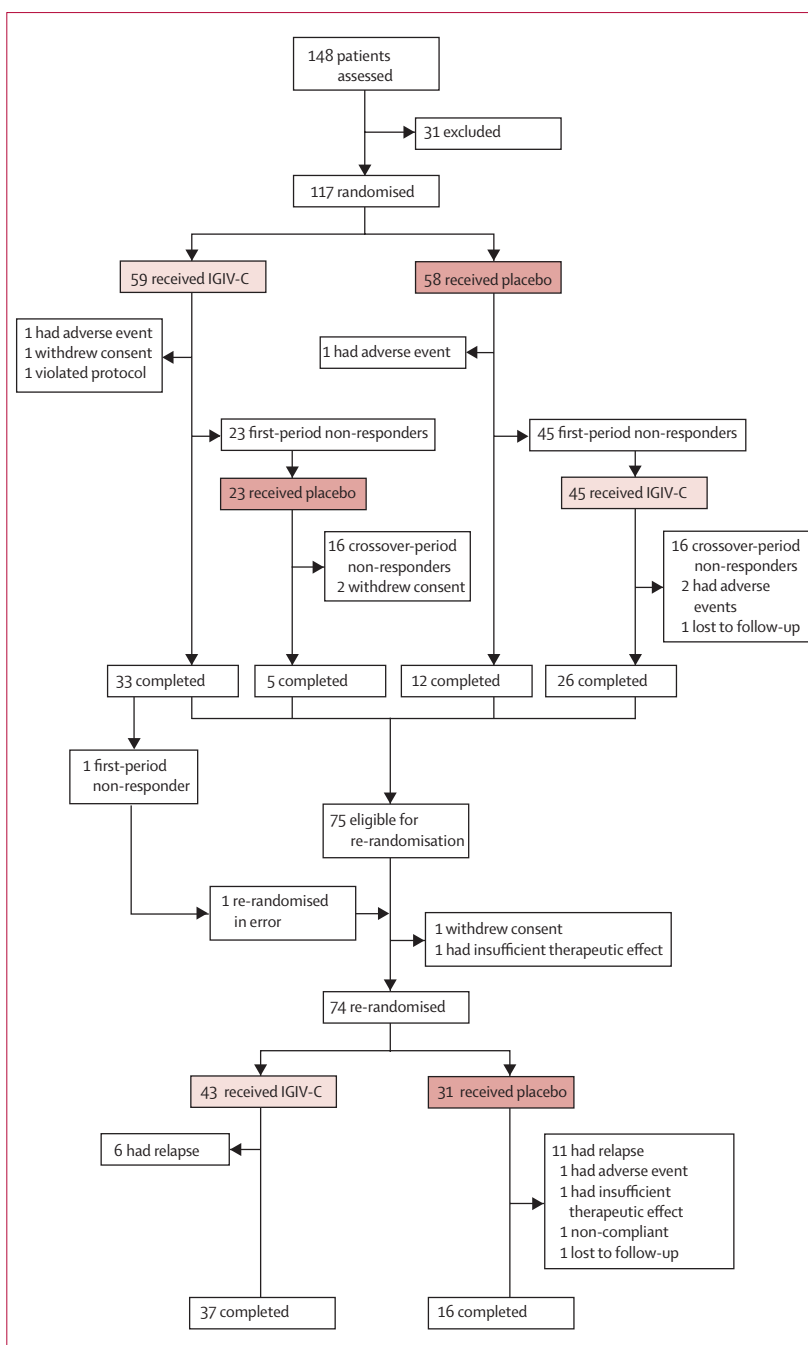 148 patients
assessed
31 excluded
117 randomised
59 received IGIV-C
58 received placebo
1 had adverse event
1 withdrew consent
1 violated protocol
1 had adverse event
23 first-period non-responders
45 first-period non-responders
23 received placebo
45 received IGIV-C
16 crossover-period
non-responders
2 withdrew consent
16 crossover-period
non-responders
2 had adverse
events
1 lost to follow-up
33 completed
5 completed
12 completed
26 completed
1 first-period
non-responder
75 eligible for
re-randomisation
1 re-randomised
in error
1 withdrew consent
1 had insufficient therapeutic effect
74 re-randomised
43 received IGIV-C
31 received placebo
6 had relapse
11 had relapse
1 had adverse event
1 had insufficient
therapeutic effect
1 non-compliant
1 lost to follow-up
37 completed
16 completed